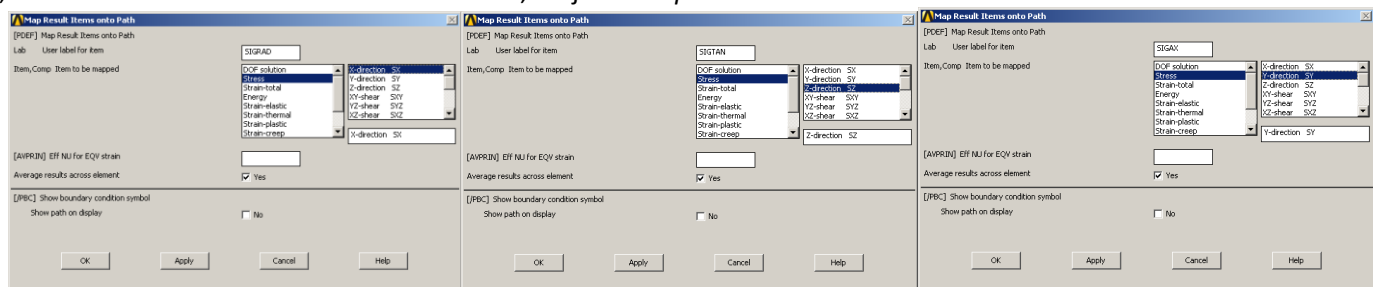 Map Result Items onto Path
[PDEF] Map Result Items onto Path
Lab User label for item SIGRAD
Item,Comp Item to be mapped
DOF solution
Stress
Strain-total
Energy
Strain-elastic
Strain-thermal
Strain-plastic
Strain-creep
X-direction SX
Y-direction SY
Z-direction SZ
XY-shear SXY
YZ-shear SYZ
XZ-shear SXZ
X-direction SX
[AVPRIN] Eff NU for EQV strain
Average results across element Yes
[/PBC] Show boundary condition symbol
Show path on display No
OK Apply Cancel Help
Map Result Items onto Path
[PDEF] Map Result Items onto Path
Lab User label for item SIGTAN
Item,Comp Item to be mapped
DOF solution
Stress
Strain-total
Energy
Strain-elastic
Strain-thermal
Strain-plastic
Strain-creep
X-direction SX
Y-direction SY
Z-direction SZ
XY-shear SXY
YZ-shear SYZ
XZ-shear SXZ
Z-direction SZ
[AVPRIN] Eff NU for EQV strain
Average results across element Yes
[/PBC] Show boundary condition symbol
Show path on display No
OK Apply Cancel Help
Map Result Items onto Path
[PDEF] Map Result Items onto Path
Lab User label for item SIGAX
Item,Comp Item to be mapped
DOF solution
Stress
Strain-total
Energy
Strain-elastic
Strain-thermal
Strain-plastic
Strain-creep
X-direction SX
Y-direction SY
Z-direction SZ
XY-shear SXY
YZ-shear SYZ
XZ-shear SXZ
Y-direction SY
[AVPRIN] Eff NU for EQV strain
Average results across element Yes
[/PBC] Show boundary condition symbol
Show path on display No
OK Apply Cancel Help